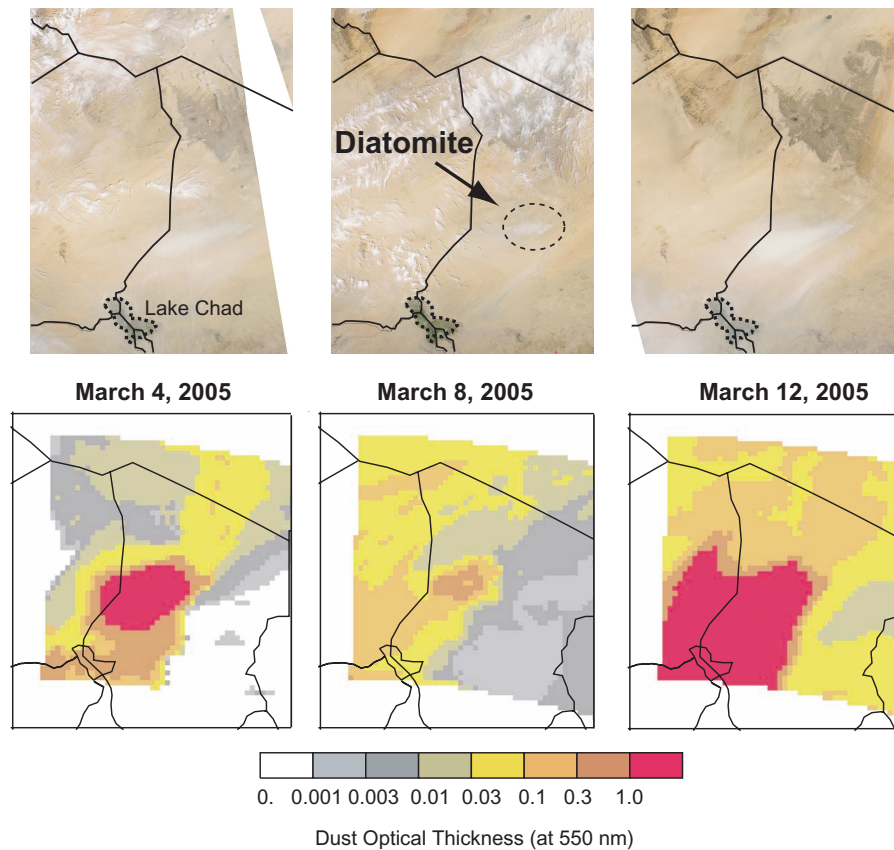 Diatomite
Lake Chad
March 4, 2005
March 8, 2005
March 12, 2005
0. 0.001 0.003 0.01 0.03 0.1 0.3 1.0
Dust Optical Thickness (at 550 nm)